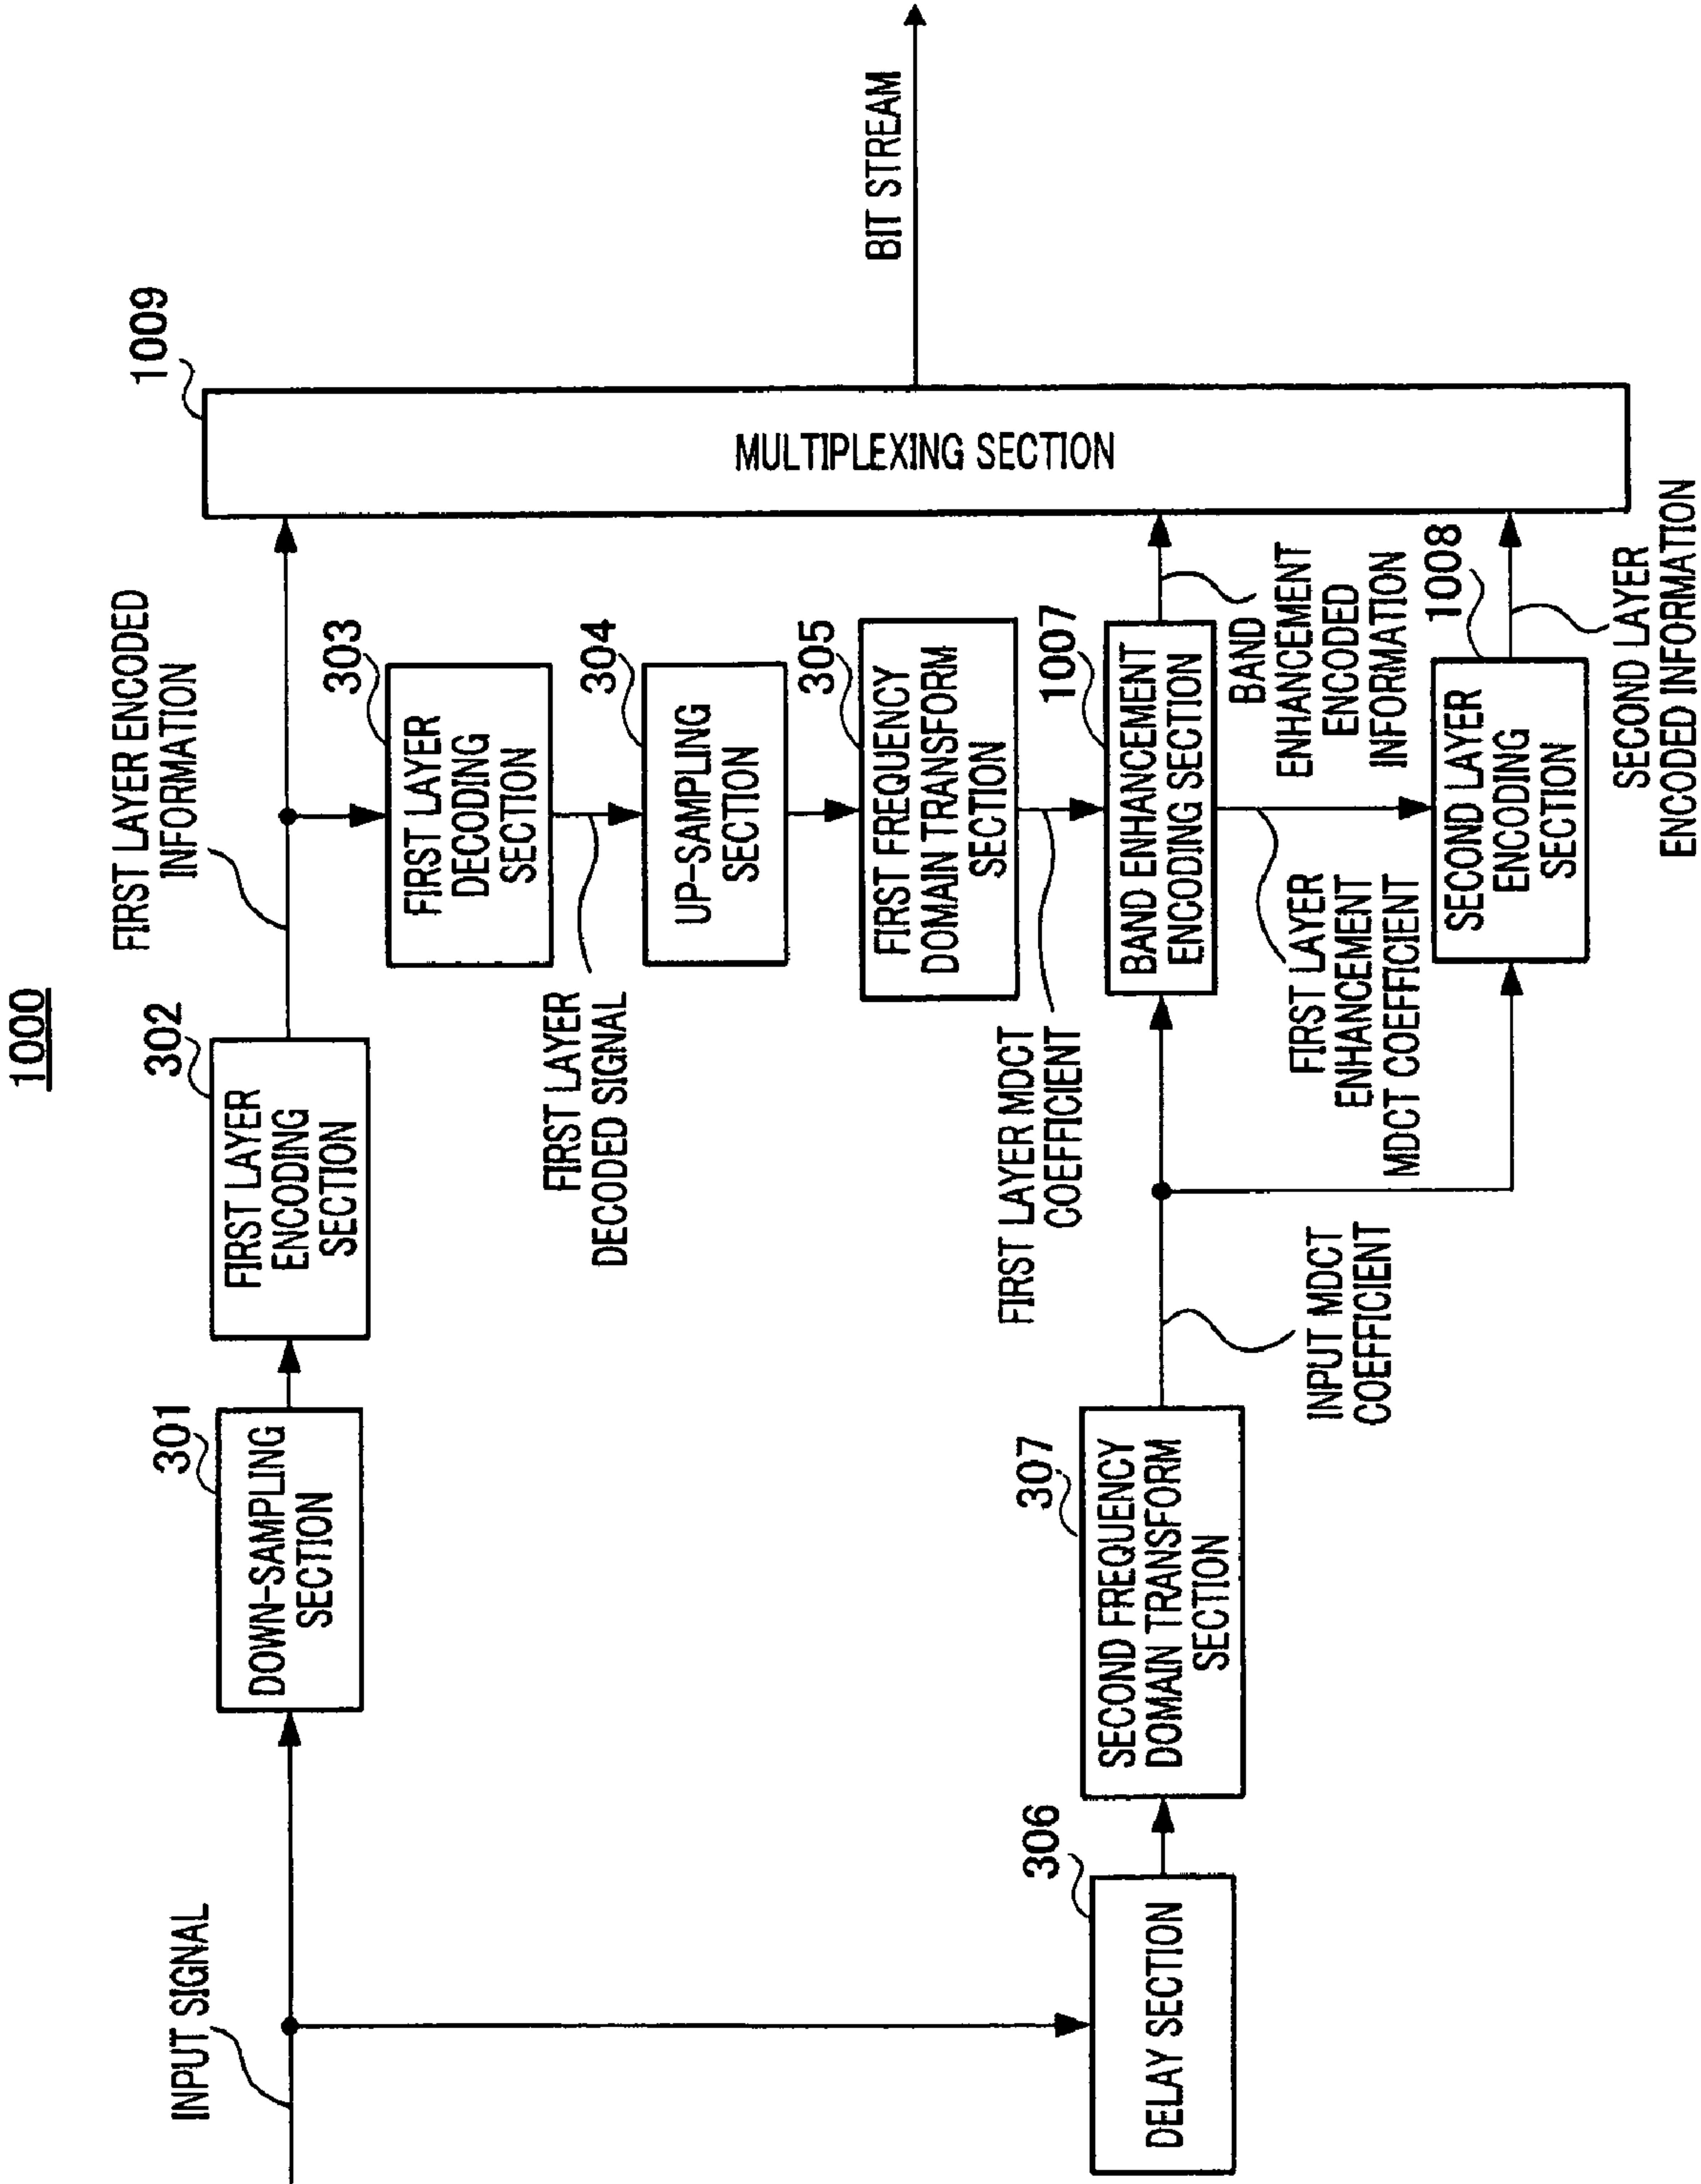 1000
INPUT SIGNAL
301
DOWN-SAMPLING
SECTION
302
FIRST LAYER
ENCODING
SECTION
FIRST LAYER ENCODED
INFORMATION
1009
MULTIPLEXING SECTION
BIT STREAM
303
FIRST LAYER
DECODING
SECTION
FIRST LAYER
DECODED SIGNAL
304
UP-SAMPLING
SECTION
305
FIRST FREQUENCY
DOMAIN TRANSFORM
SECTION
FIRST LAYER MDCT
COEFFICIENT
306
DELAY SECTION
307
SECOND FREQUENCY
DOMAIN TRANSFORM
SECTION
INPUT MDCT
COEFFICIENT
1007
BAND ENHANCEMENT
ENCODING SECTION
BAND
ENHANCEMENT
ENCODED
INFORMATION
FIRST LAYER
ENHANCEMENT
MDCT COEFFICIENT
1008
SECOND LAYER
ENCODING
SECTION
SECOND LAYER
ENCODED INFORMATION